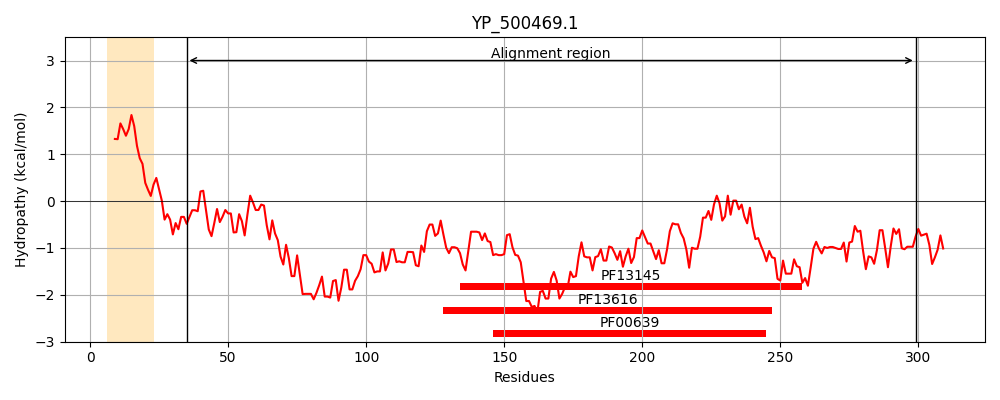 YP_500469.1
Hydropathy (kcal/mol)
3
2
1
0
−1
−2
−3
Alignment region
PF13145
PF13616
PF00639
0 50 100 150 200 250 300
Residues